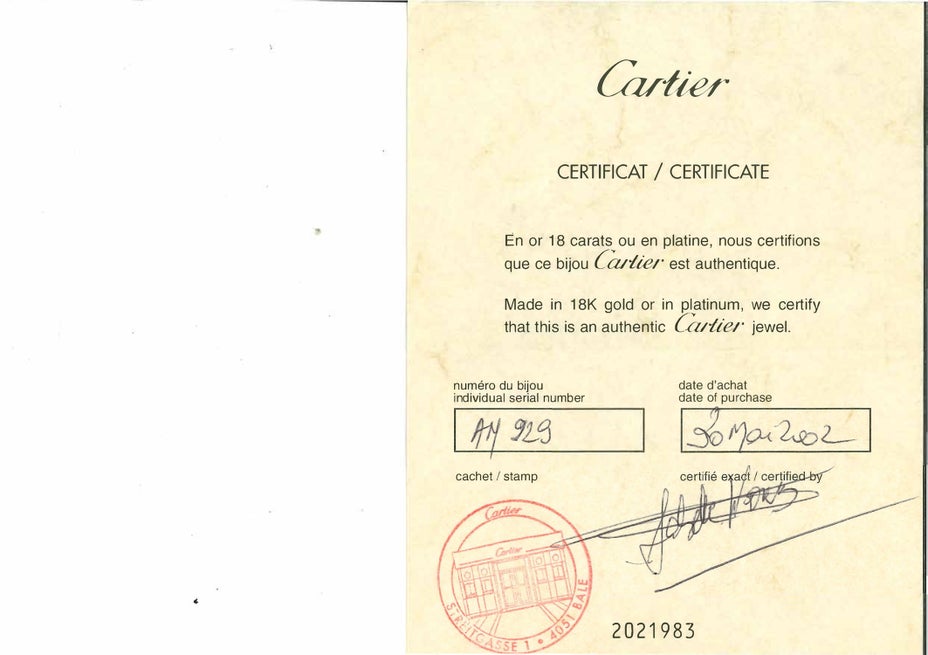 Cartier
CERTIFICAT / CERTIFICATE
En or 18 carats ou en platine, nous certifions
que ce bijou Cartier est authentique.
Made in 18K gold or in platinum, we certify
that this is an authentic Cartier jewel.
numéro du bijou
individual serial number
date d'achat
date of purchase
AM 929
30 Mai 2002
cachet / stamp
certifié exact / certified by
Cartier
Cartier
STREITGASSE 1 • 4051 BALE
2021983